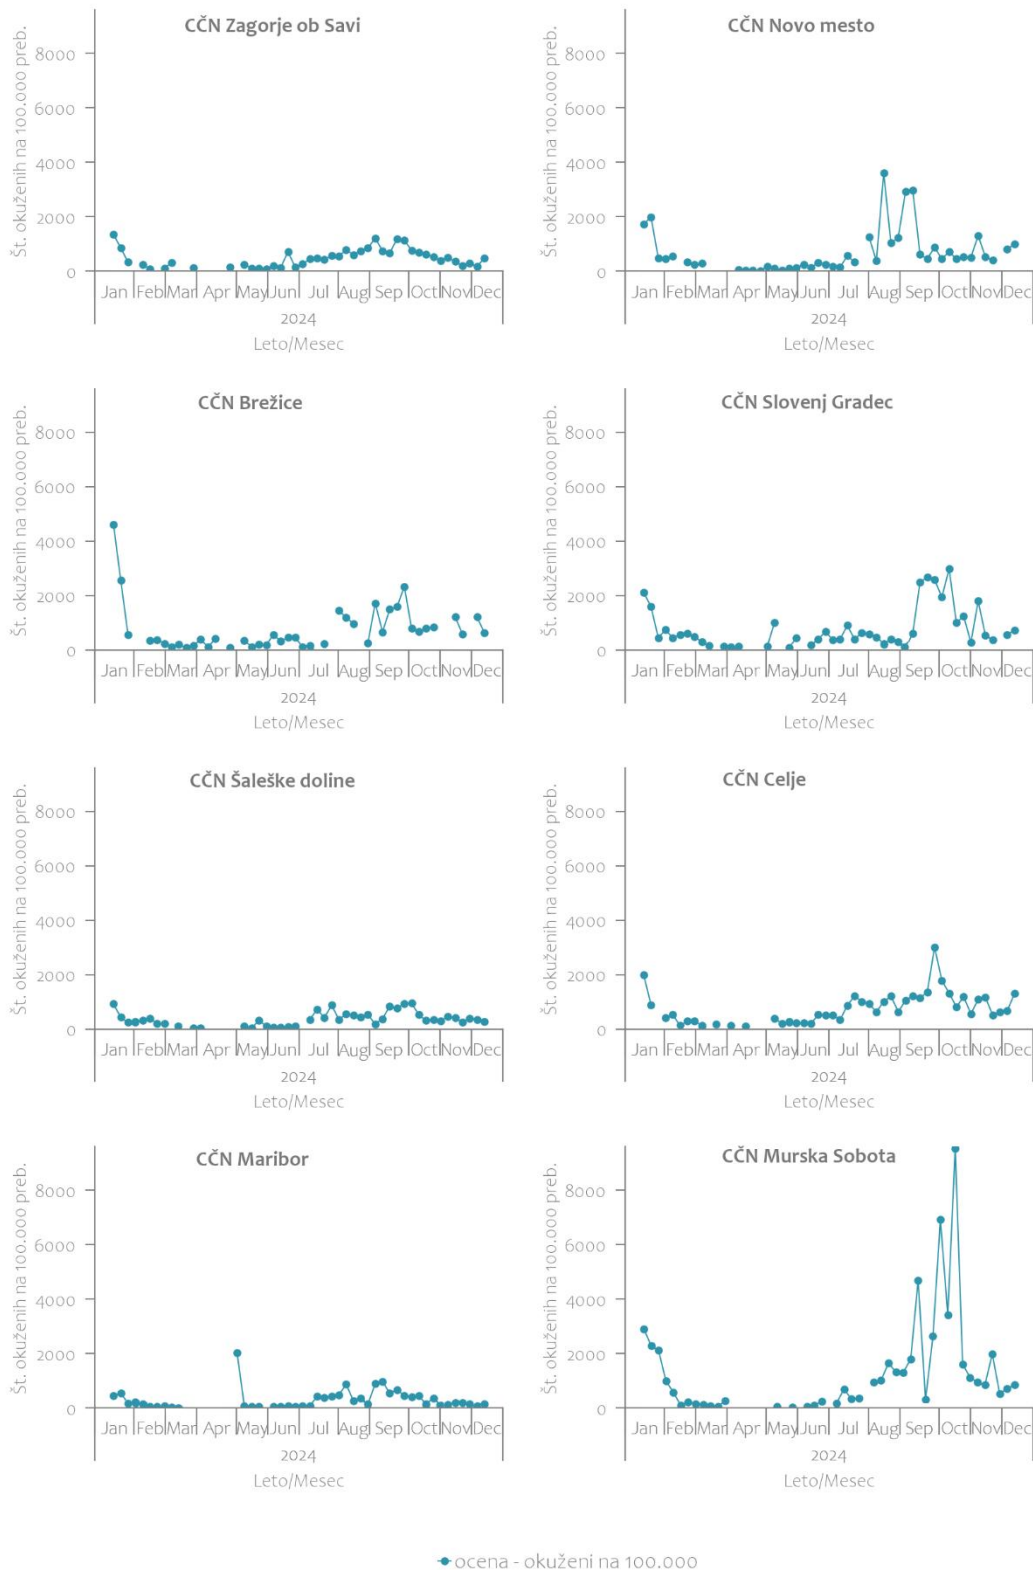 CČN Zagorje ob Savi
Št. okuženih na 100.000 preb.
8000
6000
4000
2000
0
Jan Feb Mar Apr May Jun Jul Aug Sep Oct Nov Dec
2024
Leto/Mesec
CČN Novo mesto
Št. okuženih na 100.000 preb.
8000
6000
4000
2000
0
Jan Feb Mar Apr May Jun Jul Aug Sep Oct Nov Dec
2024
Leto/Mesec
CČN Brežice
Št. okuženih na 100.000 preb.
8000
6000
4000
2000
0
Jan Feb Mar Apr May Jun Jul Aug Sep Oct Nov Dec
2024
Leto/Mesec
CČN Slovenj Gradec
Št. okuženih na 100.000 preb.
8000
6000
4000
2000
0
Jan Feb Mar Apr May Jun Jul Aug Sep Oct Nov Dec
2024
Leto/Mesec
CČN Šaleške doline
Št. okuženih na 100.000 preb.
8000
6000
4000
2000
0
Jan Feb Mar Apr May Jun Jul Aug Sep Oct Nov Dec
2024
Leto/Mesec
CČN Celje
Št. okuženih na 100.000 preb.
8000
6000
4000
2000
0
Jan Feb Mar Apr May Jun Jul Aug Sep Oct Nov Dec
2024
Leto/Mesec
CČN Maribor
Št. okuženih na 100.000 preb.
8000
6000
4000
2000
0
Jan Feb Mar Apr May Jun Jul Aug Sep Oct Nov Dec
2024
Leto/Mesec
CČN Murska Sobota
Št. okuženih na 100.000 preb.
8000
6000
4000
2000
0
Jan Feb Mar Apr May Jun Jul Aug Sep Oct Nov Dec
2024
Leto/Mesec
ocena - okuženi na 100.000